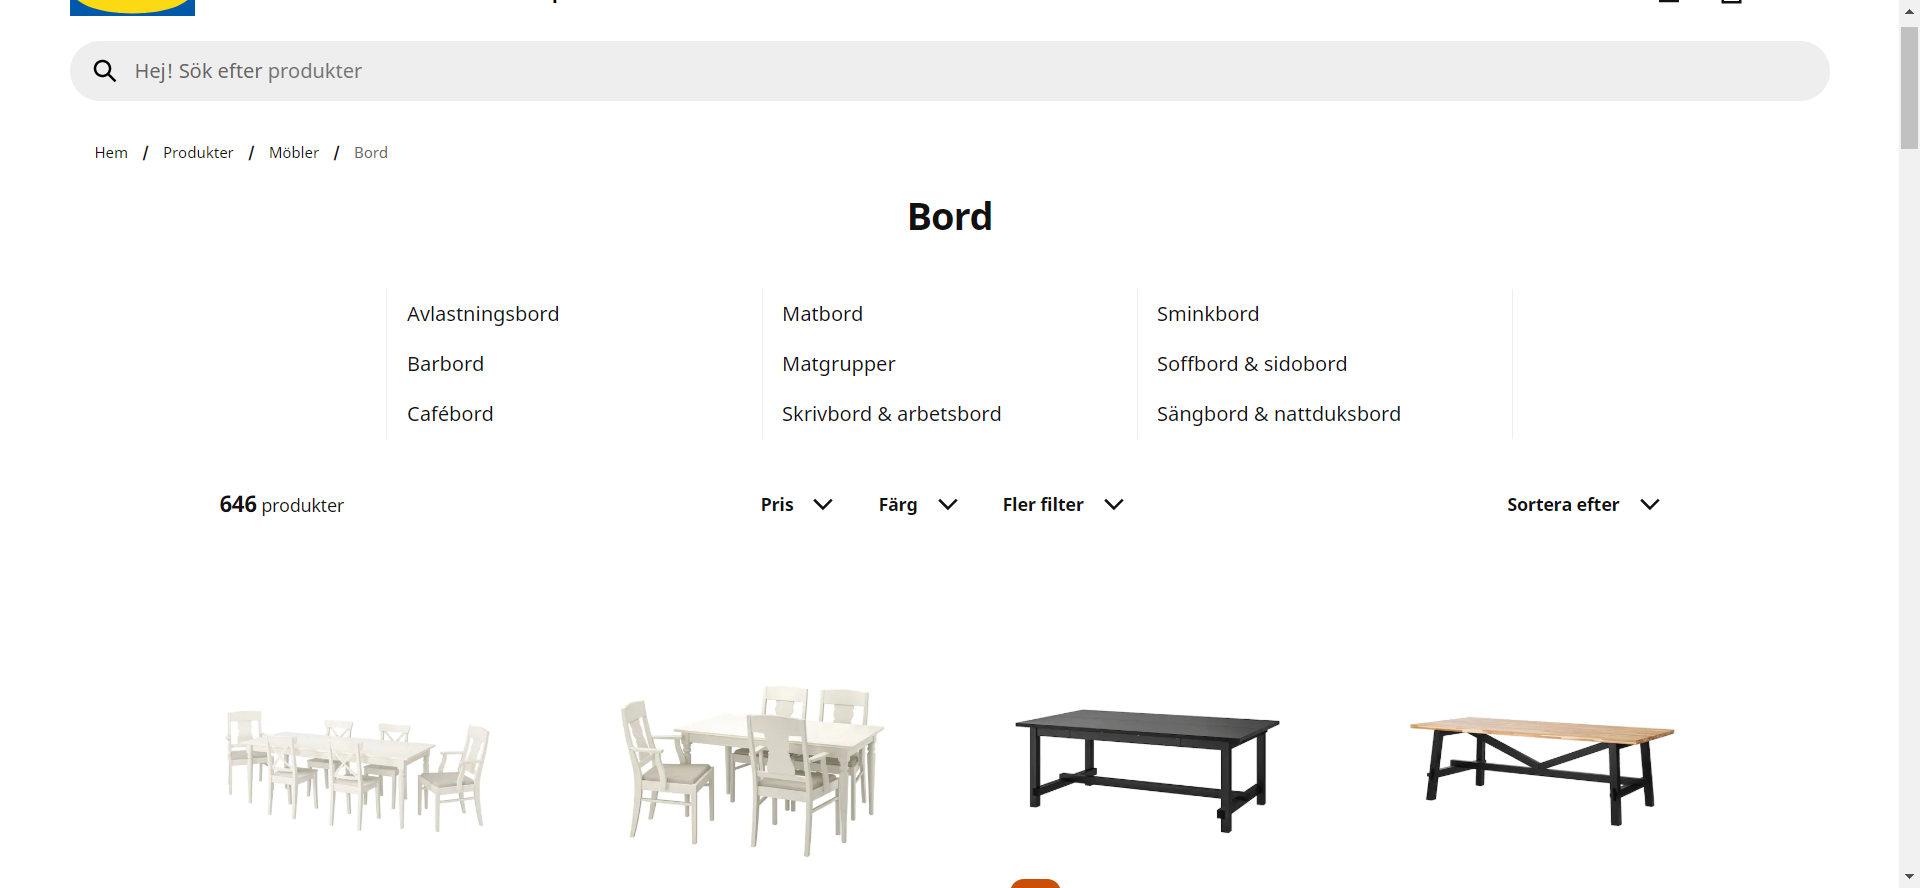 Hej! Sök efter produkter
Hem / Produkter / Möbler / Bord
Bord
Avlastningsbord
Barbord
Cafébord
Matbord
Matgrupper
Skrivbord & arbetsbord
Sminkbord
Soffbord & sidobord
Sängbord & nattduksbord
646 produkter
Pris
Färg
Fler filter
Sortera efter